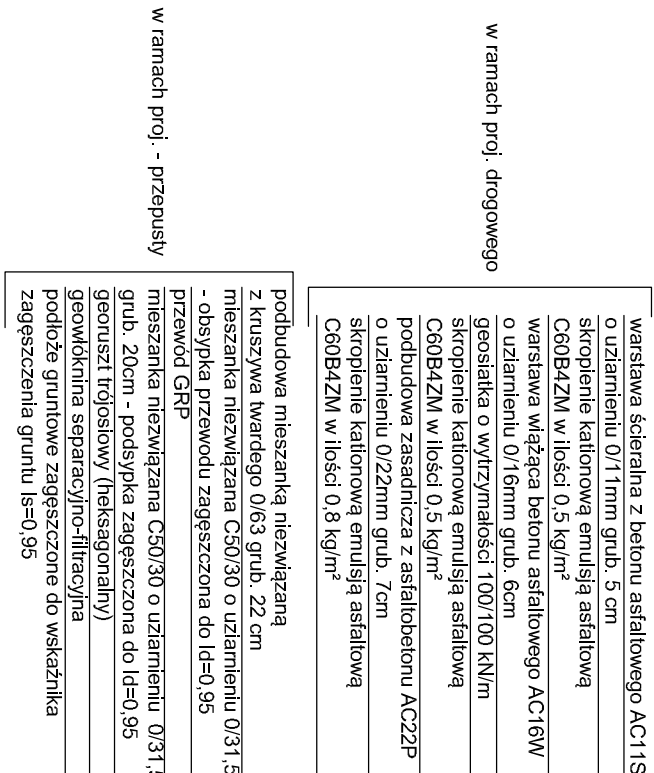 w ramach proj. drogowego
warstawa ścieralna z betonu asfaltowego AC11S
o uziarnieniu 0/11mm grub. 5 cm
skropienie kationową emulsją asfaltową
C60B4ZM w ilości 0,5 kg/m²
warstawa wiążąca betonu asfaltowego AC16W
o uziarnieniu 0/16mm grub. 6cm
geosiatka o wytrzymałości 100/100 kN/m
skropienie kationową emulsją asfaltową
C60B4ZM w ilości 0,5 kg/m²
podbudowa zasadnicza z asfaltobetonu AC22P
o uziarnieniu 0/22mm grub. 7cm
skropienie kationową emulsją asfaltową
C60B4ZM w ilości 0,8 kg/m²
w ramach proj. - przepusty
podbudowa mieszanką niezwiązaną
z kruszywa twardego 0/63 grub. 22 cm
mieszanka niezwiązana C50/30 o uziarnieniu 0/31,5
- obsypka przewodu zagęszczona do Id=0,95
przewód GRP
mieszanka niezwiązana C50/30 o uziarnieniu 0/31,5
grub. 20cm - podsypka zagęszczona do Id=0,95
georuszt trójosiowy (heksagonalny)
geowłóknina separacyjno-filtracyjna
podłoże gruntowe zagęszczone do wskaźnika
zagęszczenia gruntu Is=0,95